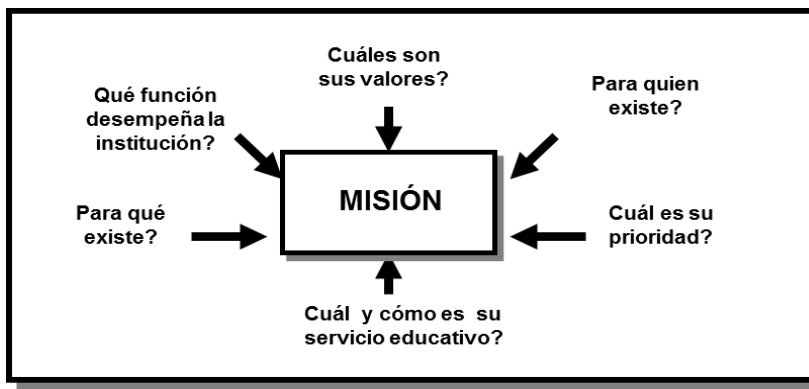 Cuáles son
sus valores?
Para quien
existe?
Qué función
desempeña la
institución?
MISIÓN
Para qué
existe?
Cuál es su
prioridad?
Cuál y cómo es su
servicio educativo?